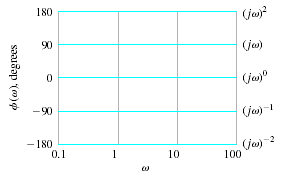 180 (jω)²
90 (jω)
ϕ(ω), degrees
0 (jω)⁰
−90 (jω)⁻¹
−180 (jω)⁻²
0.1 1 10 100
ω